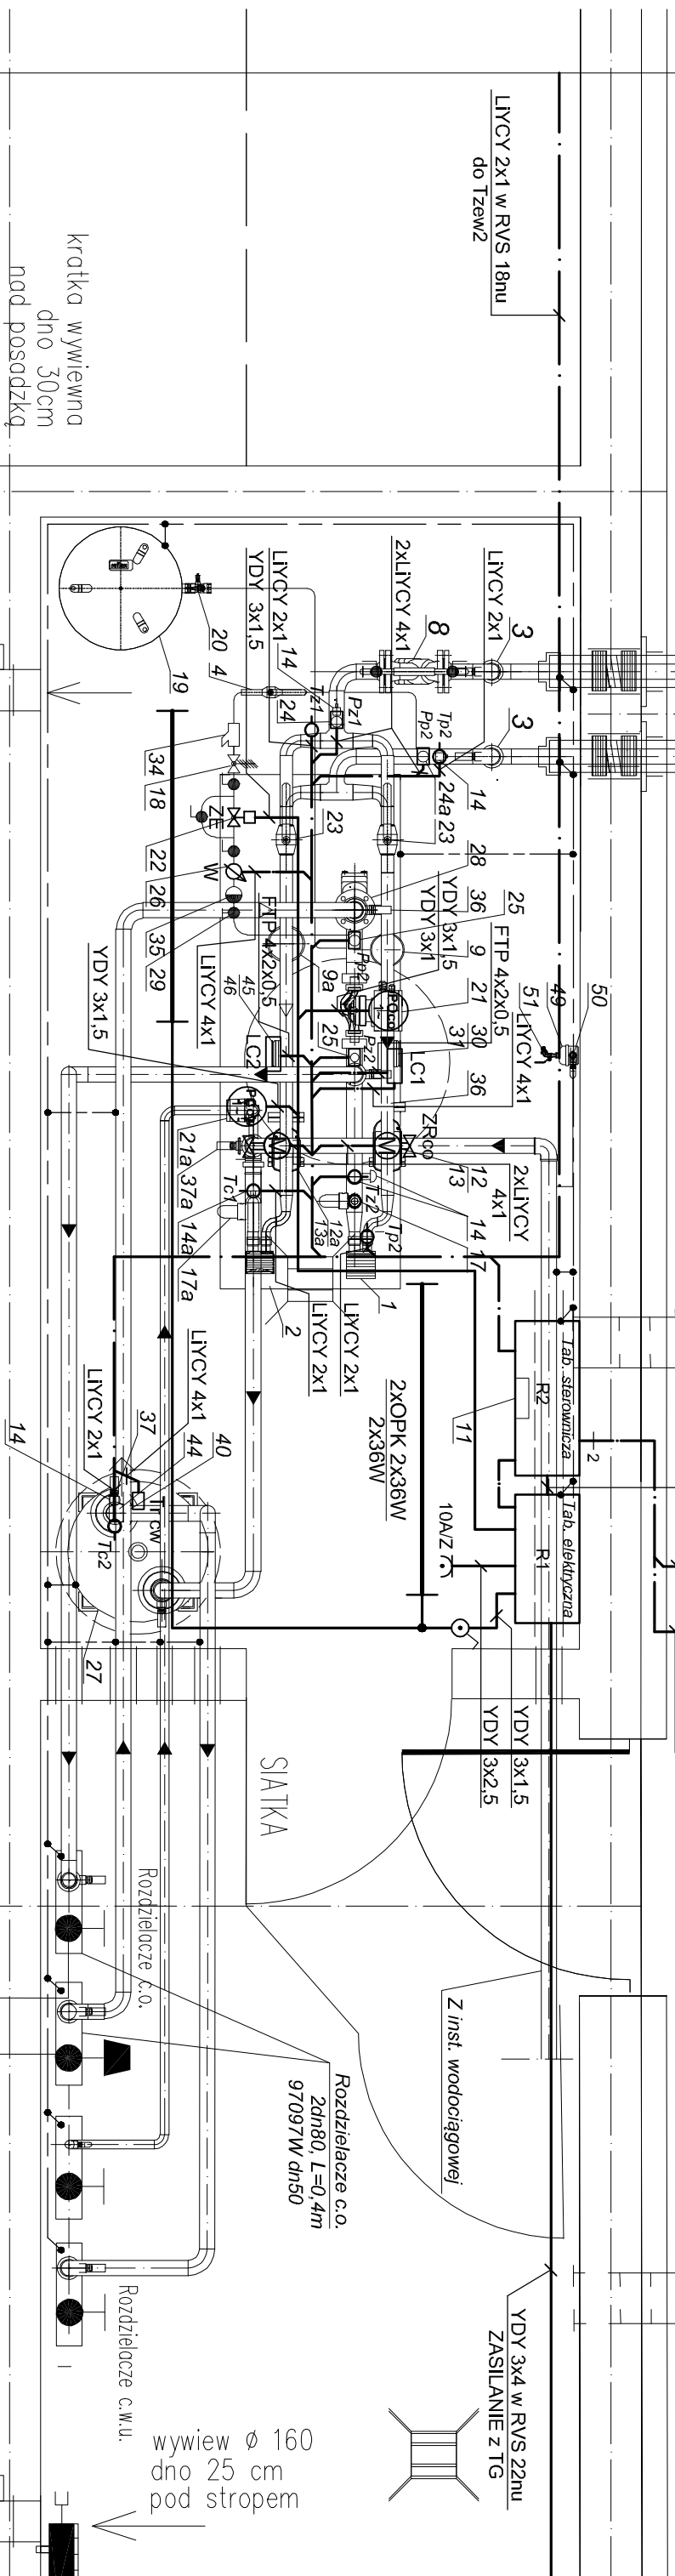 LiYCY 2x1 w RVS 18nu
do Tzew2
kratka wywiewna
dno 30cm
nad posadzką
LiYCY 2x1
3
2xLiYCY 4x1
8
LiYCY 2x1
YDY 3x1,5
14
Pz1
Tz1
24
4
20
19
3
14
Tp2
Pp2
24a
23
23
34
18
ZE
22
W
26
35
29
28
36
25
9
9a
YDY 3x1,5
YDY 3x1
Pp2
FTP 4x2x0,5
FTP 4x2x0,5
LiYCY 4x1
YDY 3x1,5
45
46
LC2
POco
21
25
Pz2
30
31
LC1
36
LiYCY 4x1
49
50
51
ZRco
12
13
2xLiYCY
4x1
21a
37a
Tc1
14a
17a
12a
13a
Tz2
14
17
Tp2
1
2
LiYCY 2x1
LiYCY 2x1
2xOPK 2x36W
2x36W
11
Tab. sterownicza
R2
2
Tab. elektryczna
R1
10A/Z
YDY 3x1,5
YDY 3x2,5
LiYCY 4x1
LiYCY 2x1
37
44
40
Tr cw
14
Tc2
27
SIATKA
Z inst. wodociągowej
Rozdzielacze c.o.
Rozdzielacze c.o.
2dn80, L=0,4m
97097W dn50
Rozdzielacze c.w.u.
YDY 3x4 w RVS 22nu
ZASILANIE z TG
wywiew ø 160
dno 25 cm
pod stropem